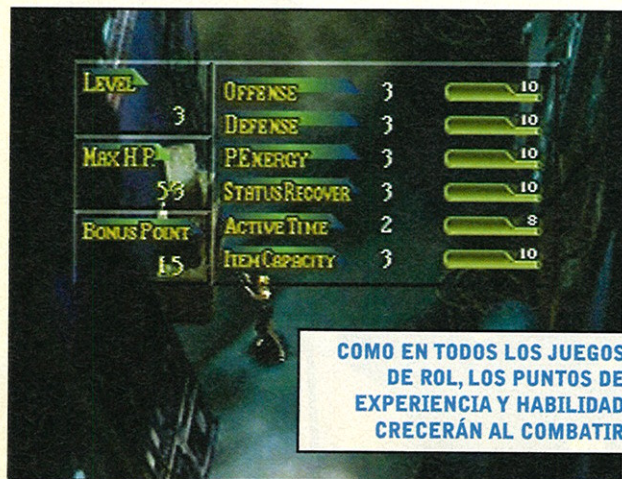 LEVEL
3
MAX H P.
53
BONUS POINT
15
OFFENSE 3 10
DEFENSE 3 10
P.ENERGY 3 10
STATUS RECOVER 3 10
ACTIVE TIME 2 8
ITEM CAPACITY 3 10
COMO EN TODOS LOS JUEGOS
DE ROL, LOS PUNTOS DE
EXPERIENCIA Y HABILIDAD
CRECERÁN AL COMBATIR